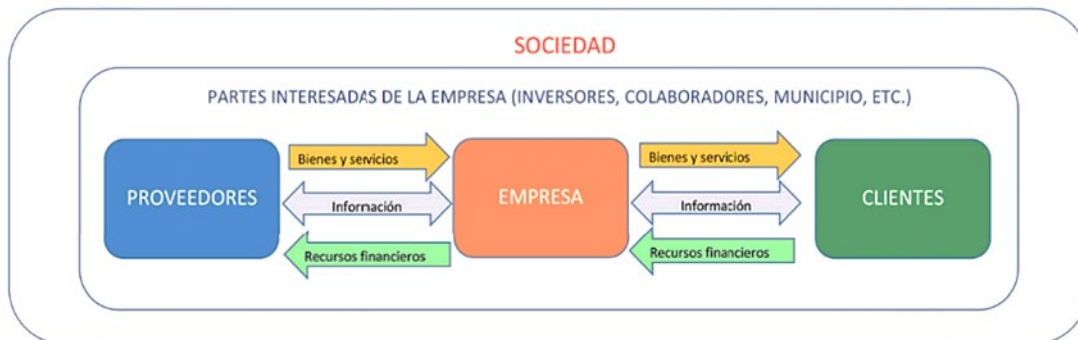 SOCIEDAD
PARTES INTERESADAS DE LA EMPRESA (INVERSORES, COLABORADORES, MUNICIPIO, ETC.)
PROVEEDORES
Bienes y servicios
Información
Recursos financieros
EMPRESA
Bienes y servicios
Información
Recursos financieros
CLIENTES